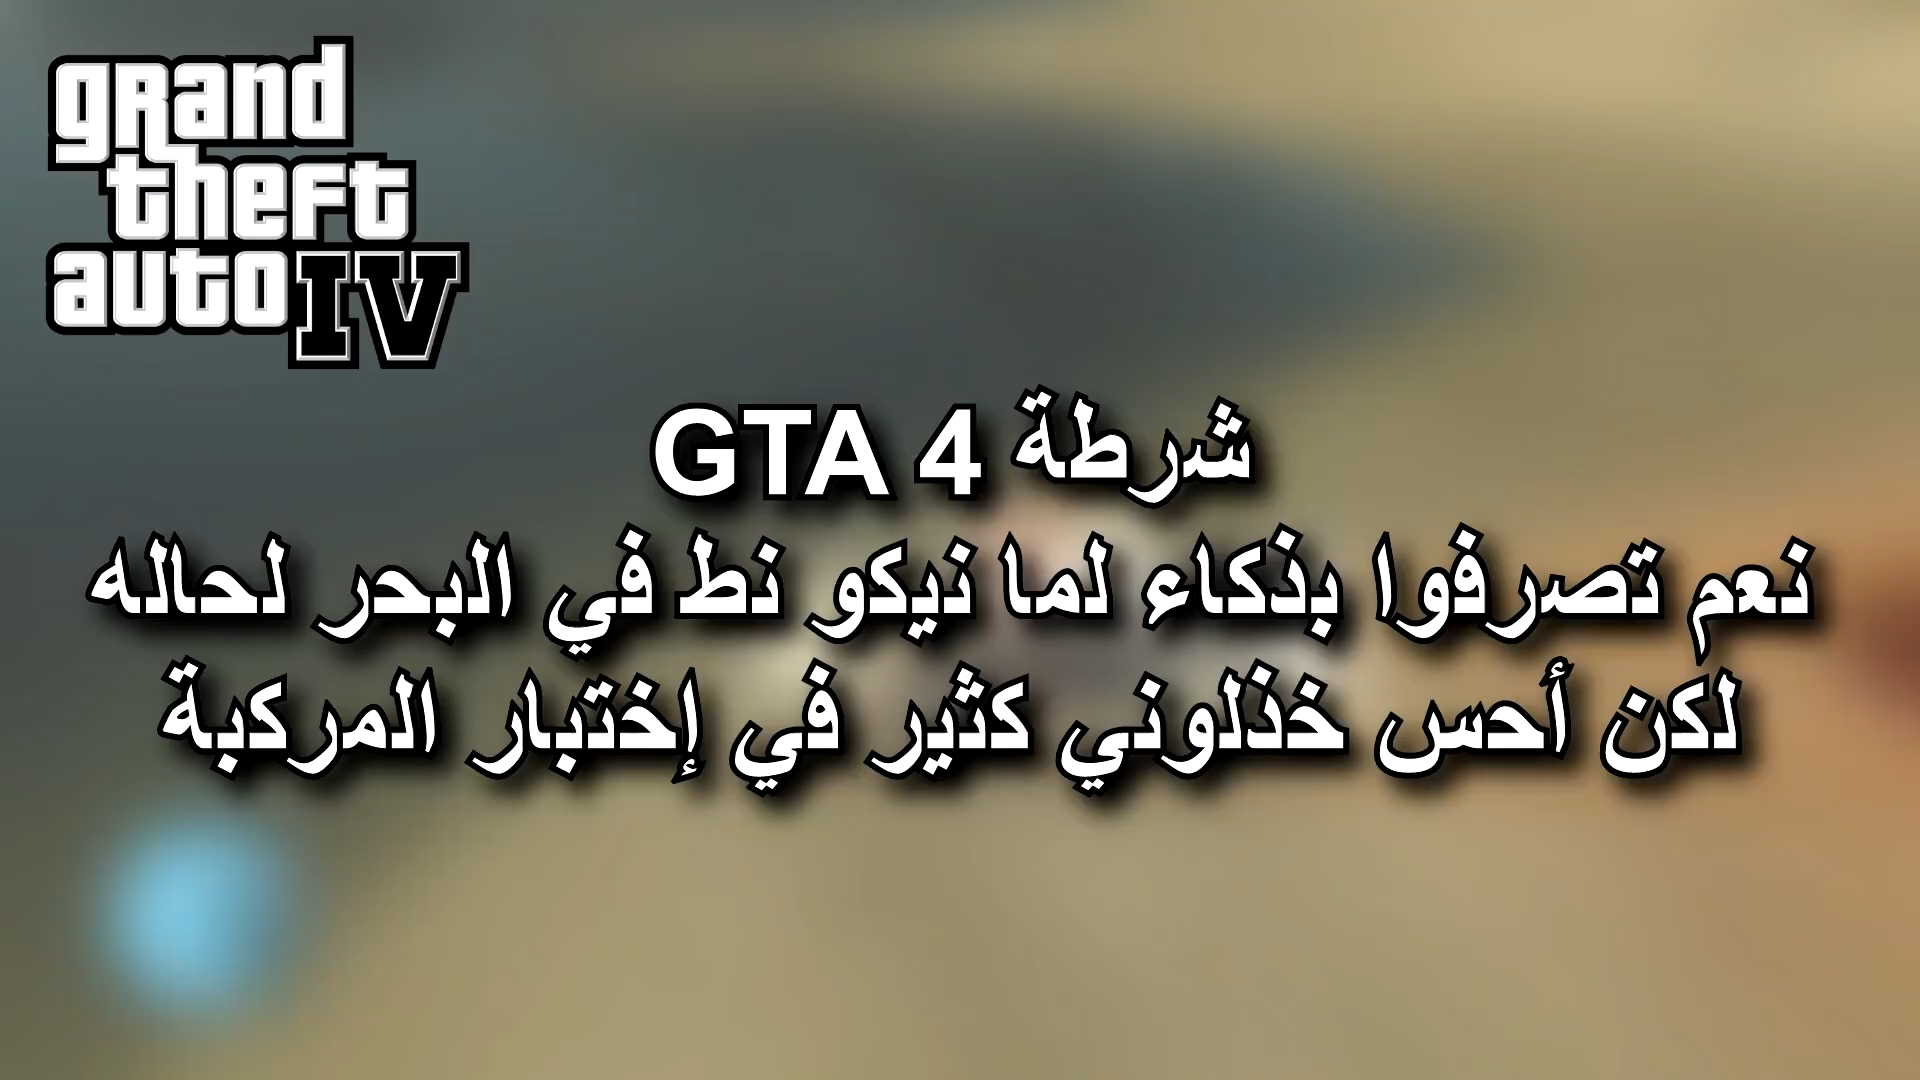 grand
theft
auto IV
شرطة GTA 4
نعم تصرفوا بذكاء لما نيكو نط في البحر لحاله
لكن أحس خذلوني كثير في إختبار المركبة